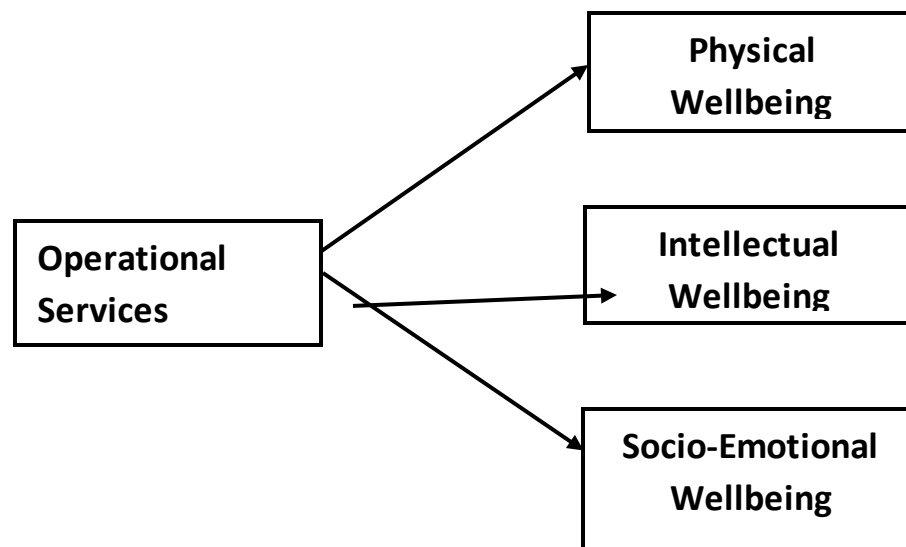 Physical
Wellbeing
Operational
Services
Intellectual
Wellbeing
Socio-Emotional
Wellbeing